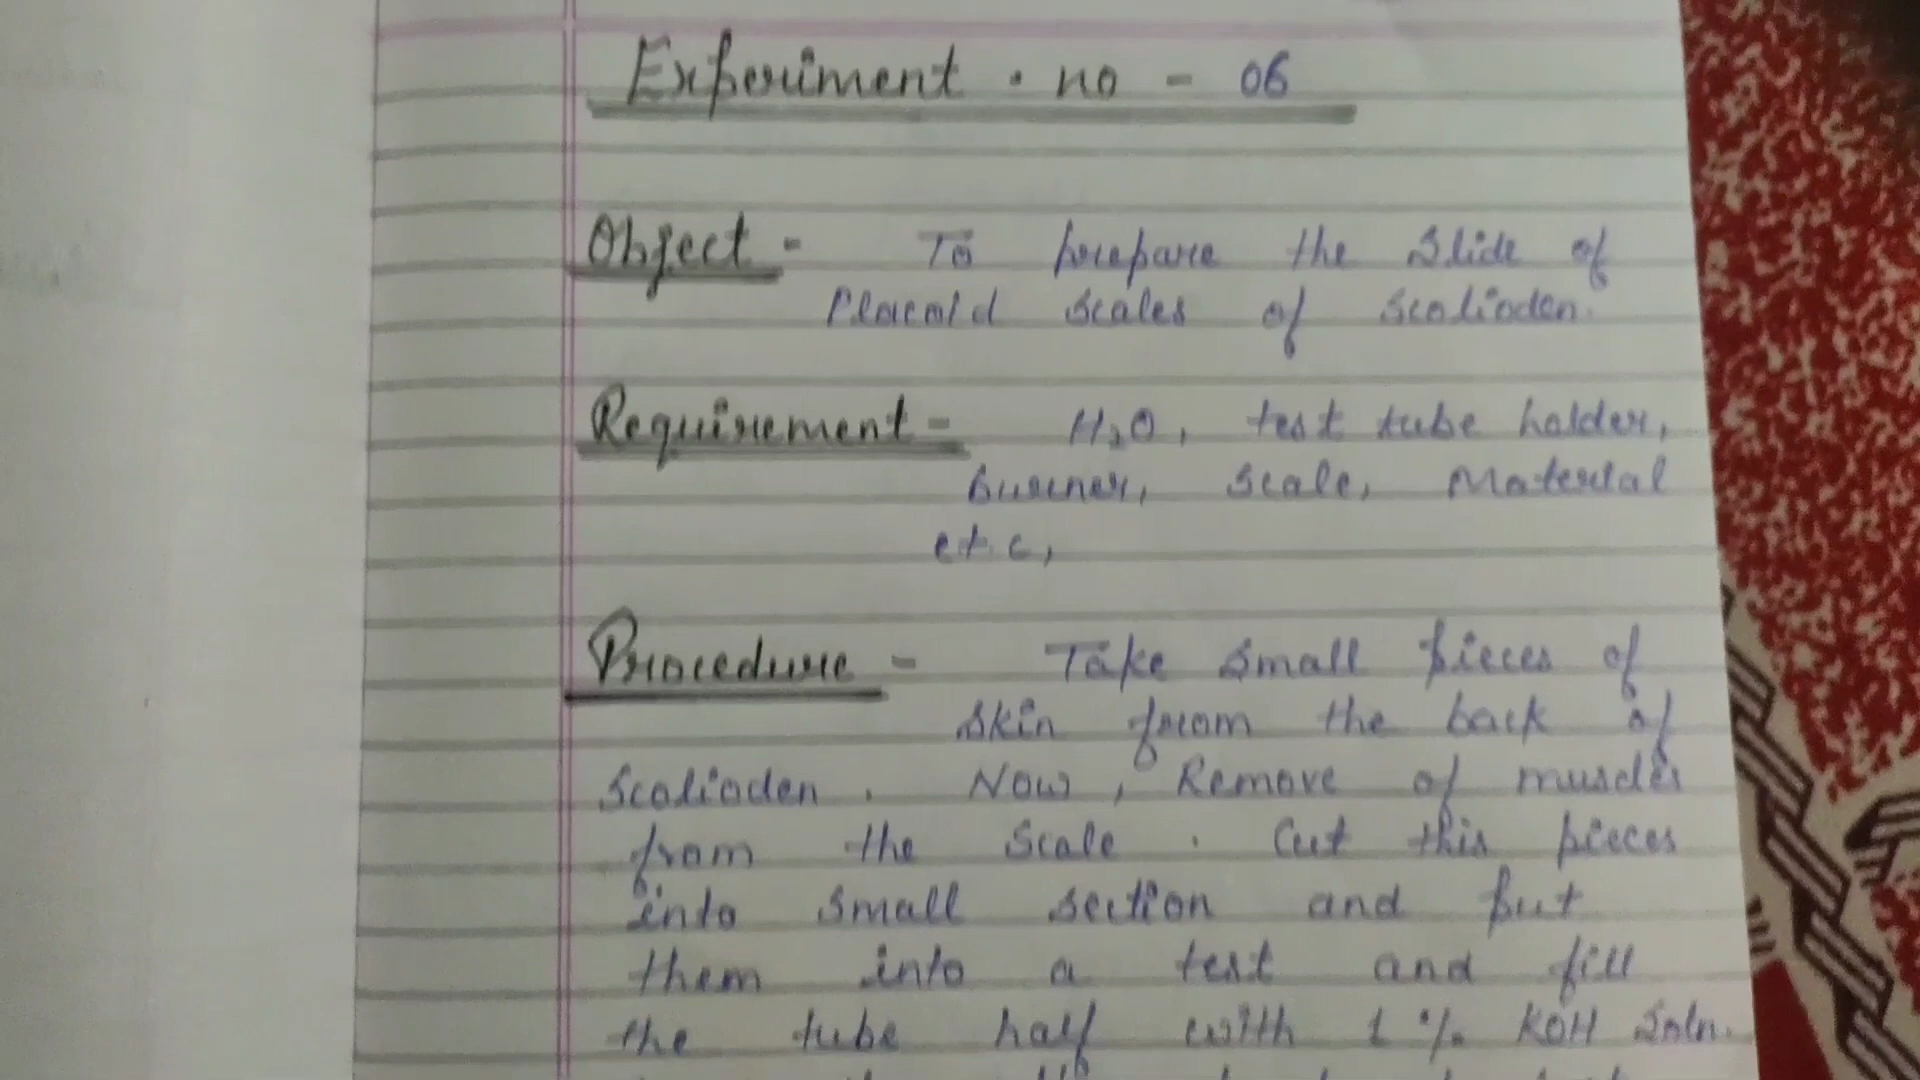 Experiment . no - 06
Object - To prepare the slide of
Placoid scales of scolioden.
Requirement - H₂O, test tube holder,
burner, scale, Material
etc,
Procedure - Take small pieces of
skin from the back of
scolioden. Now, Remove of muscles
from the scale. Cut this pieces
into small section and put
them into a test and fill
the tube half with 1 % KOH Soln.